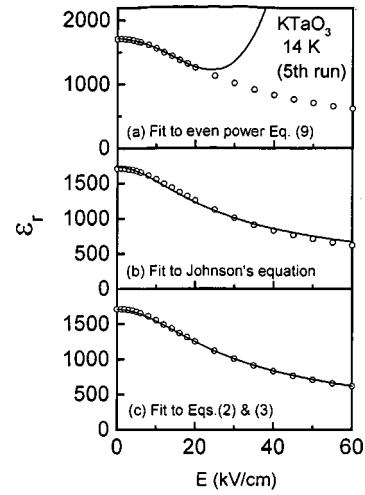 2000
1000
KTaO3
14 K
(5th run)
(a) Fit to even power Eq. (9)
εr
1500
1000
500
0
(b) Fit to Johnson's equation
1500
1000
500
0
(c) Fit to Eqs.(2) & (3)
0 20 40 60
E (kV/cm)